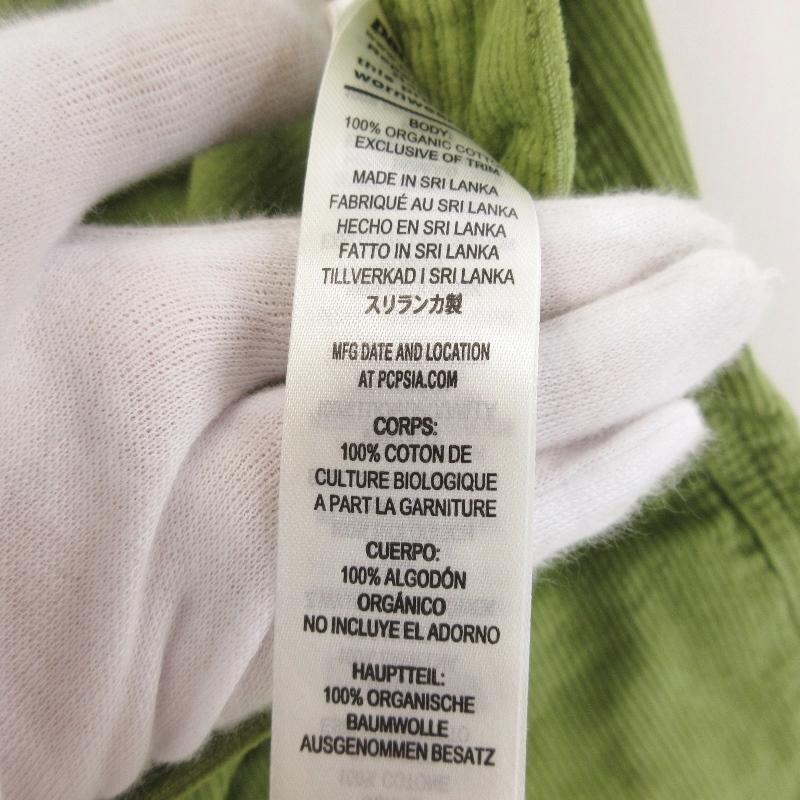 BODY:
100% ORGANIC
EXCLUSIVE OF TRIM
MADE IN SRI LANKA
FABRIQUÉ AU SRI LANKA
HECHO EN SRI LANKA
FATTO IN SRI LANKA
TILLVERKAD I SRI LANKA
スリランカ製
MFG DATE AND LOCATION
AT PCPSIA.COM
CORPS:
100% COTON DE
CULTURE BIOLOGIQUE
A PART LA GARNITURE
CUERPO:
100% ALGODÓN
ORGÁNICO
NO INCLUYE EL ADORNO
HAUPTTEIL:
100% ORGANISCHE
BAUMWOLLE
AUSGENOMMEN BESATZ